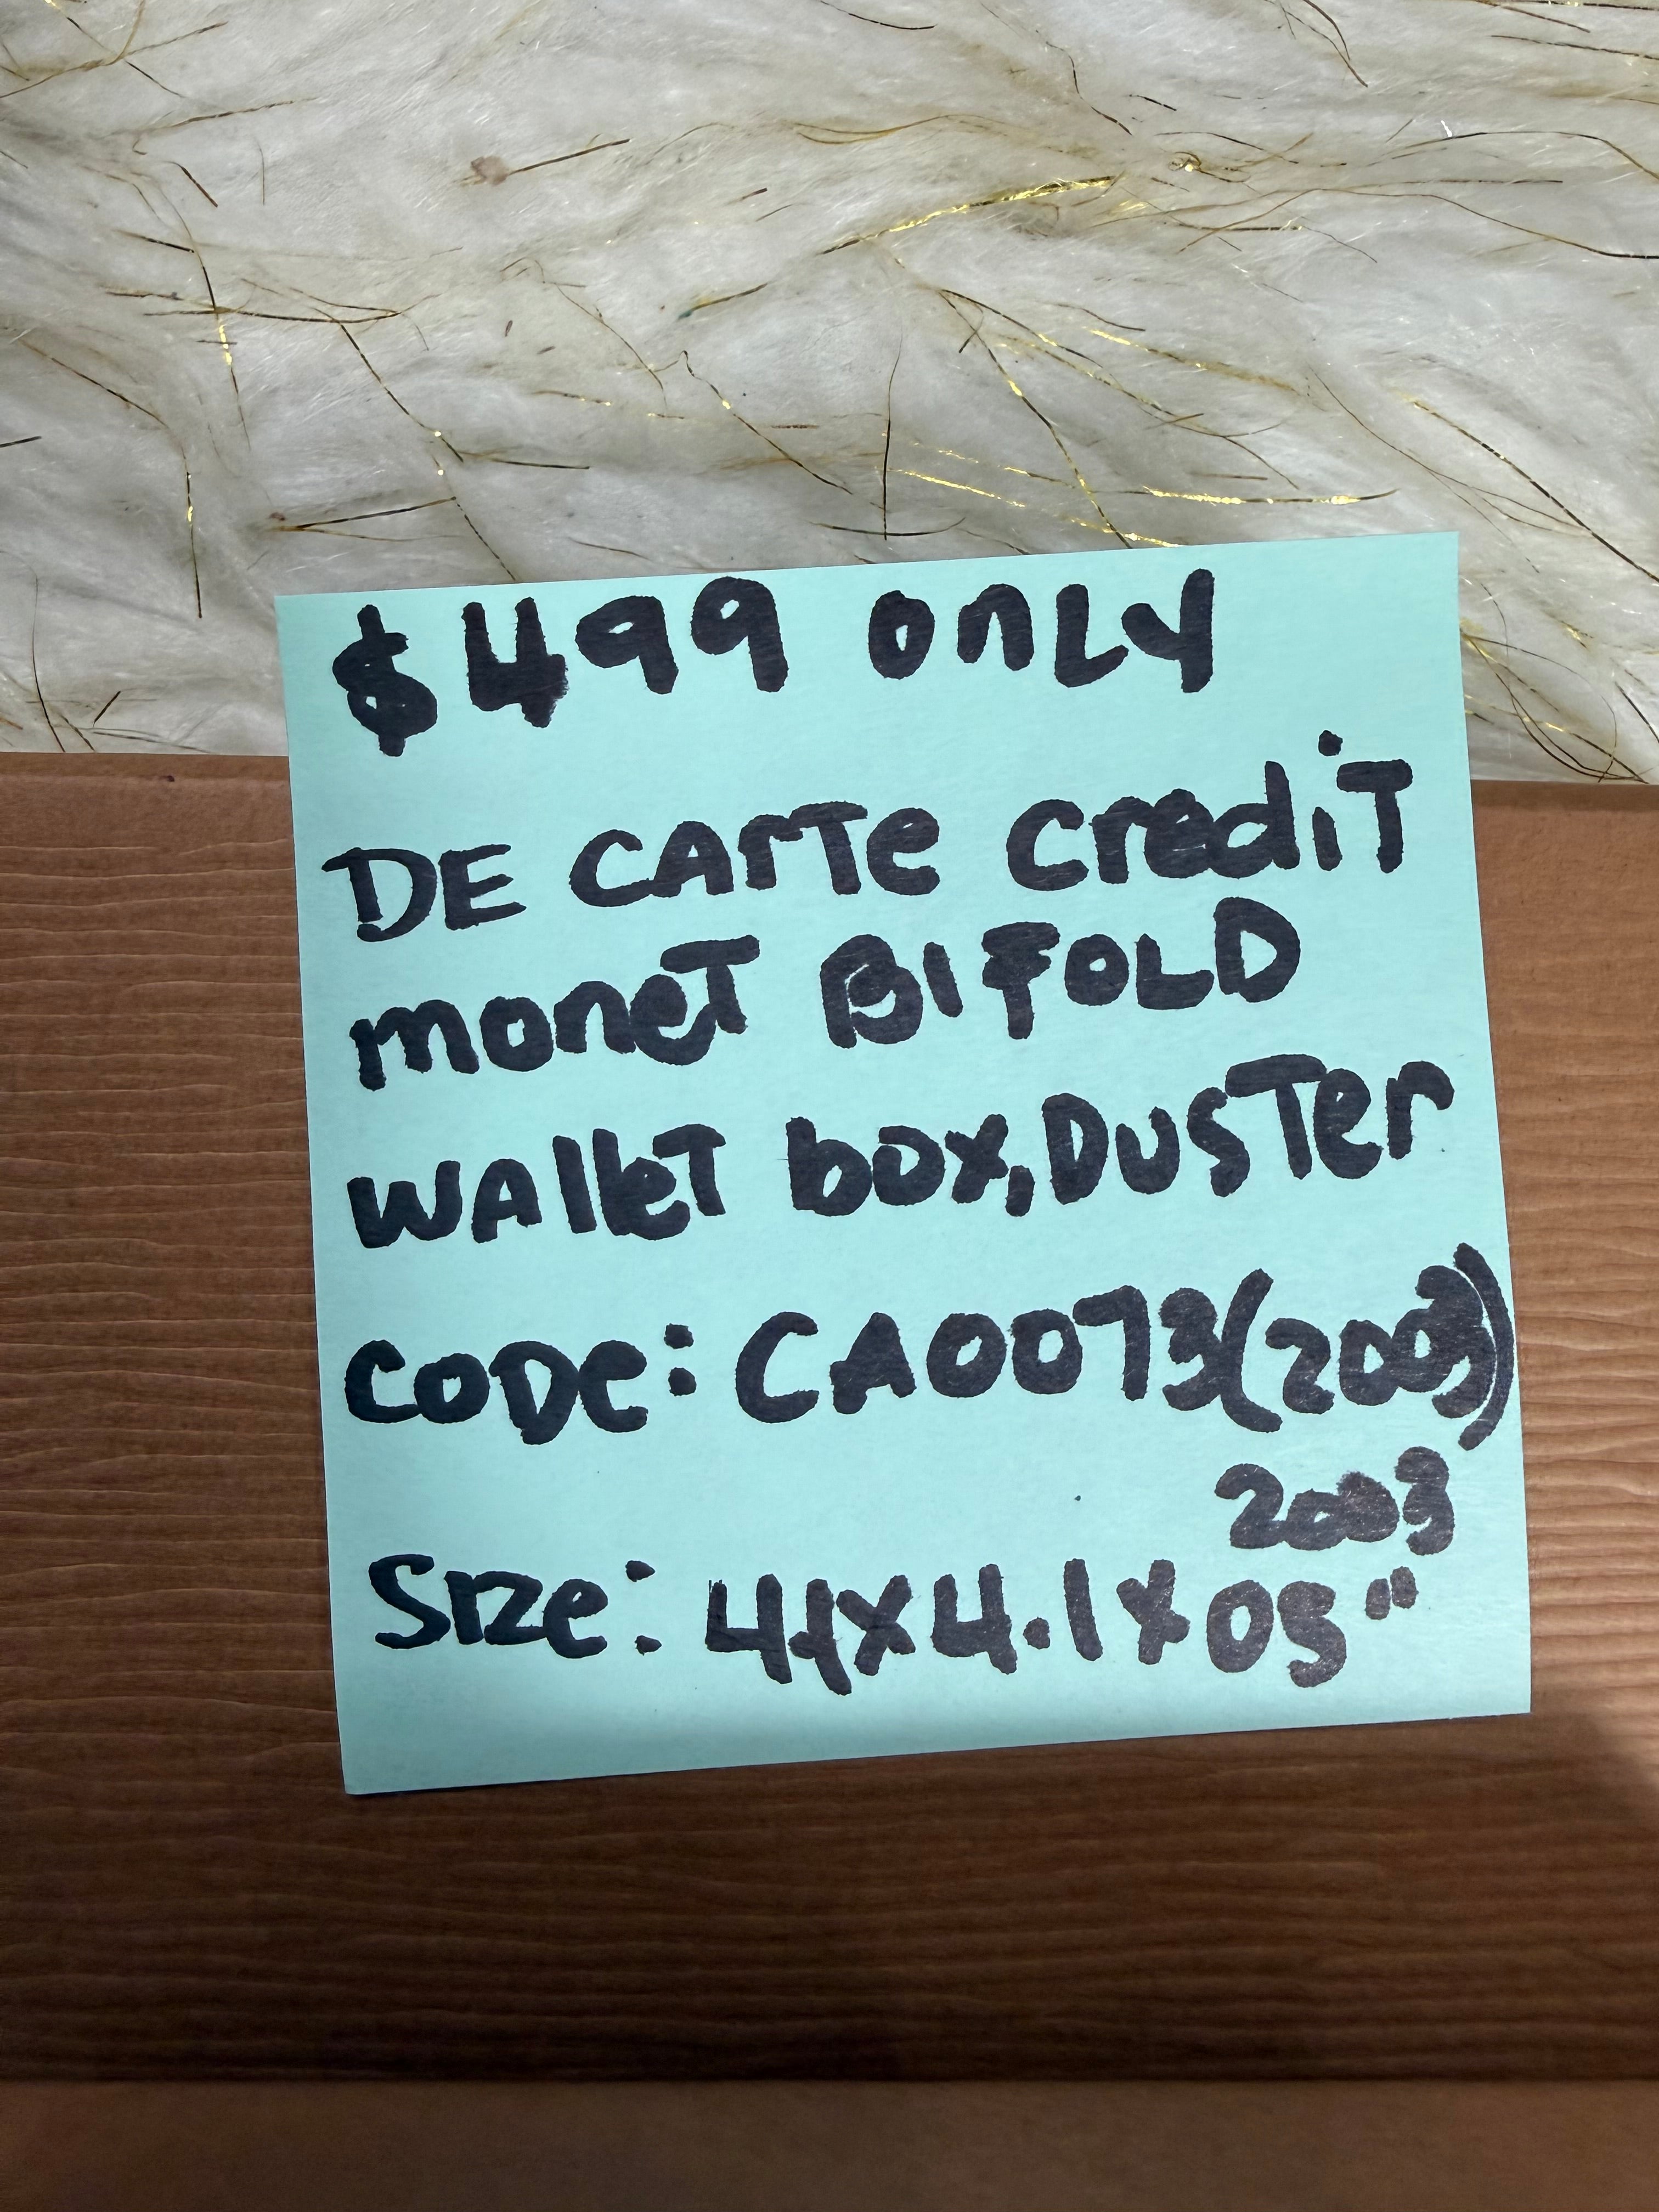 $499 only
DE CArTe crediT
moneT BIFOLD
WAlleT box,DUSTer
CODe: CA0073(2003)
2003
SIze: 4.1x4.1x05"